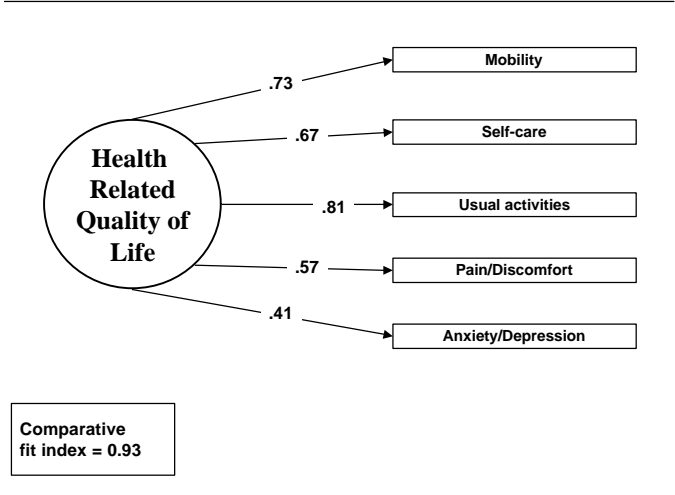 Mobility
.73
Self-care
.67
Health
Related
Quality of
Life
Usual activities
.81
Pain/Discomfort
.57
.41
Anxiety/Depression
Comparative
fit index = 0.93